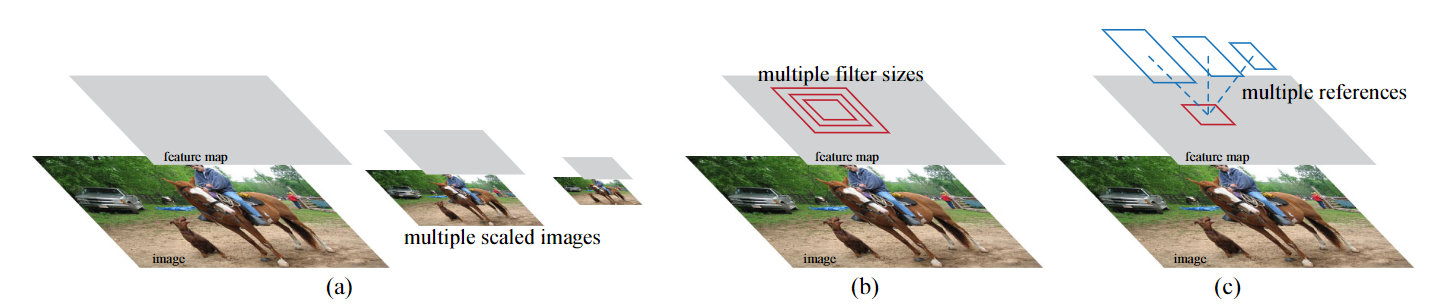 feature map
image
multiple scaled images
(a)
multiple filter sizes
feature map
image
(b)
multiple references
feature map
image
(c)